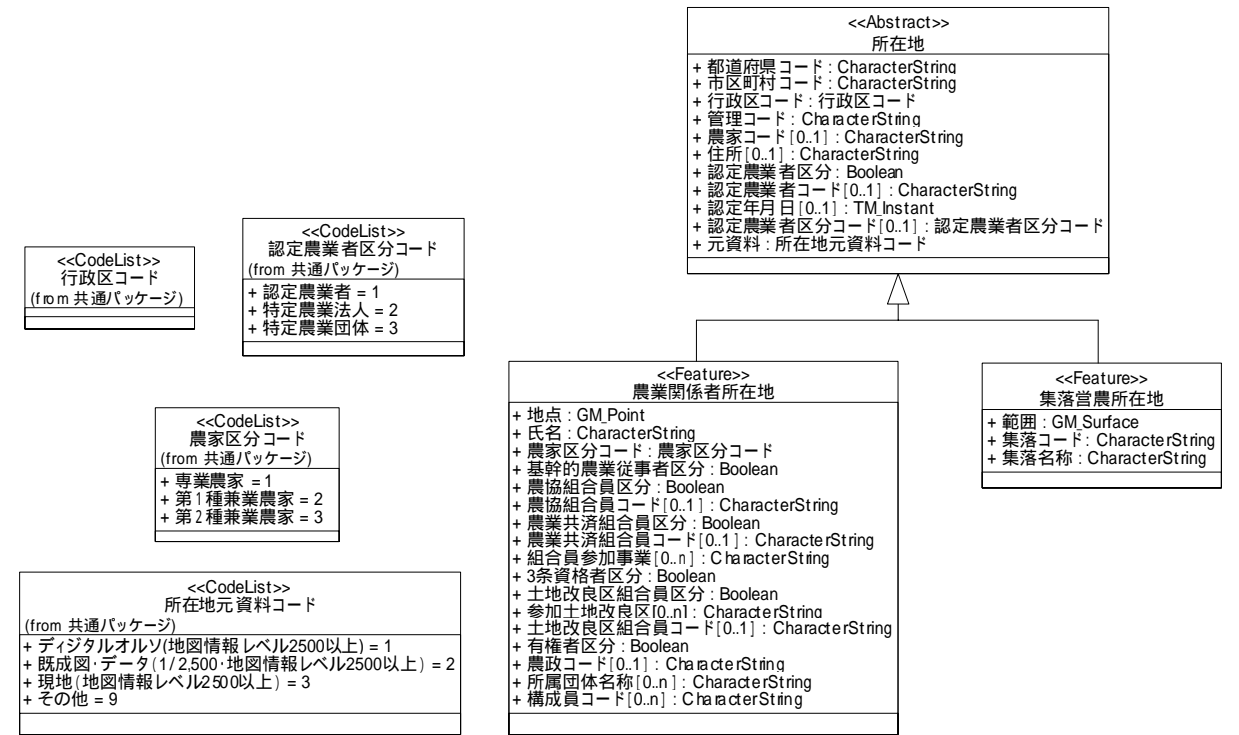 <<Abstract>>
所在地
+ 都道府県コード : CharacterString
+ 市区町村コード : CharacterString
+ 行政区コード : 行政区コード
+ 管理コード : CharacterString
+ 農家コード[0..1] : CharacterString
+ 住所[0..1] : CharacterString
+ 認定農業者区分 : Boolean
+ 認定農業者コード[0..1] : CharacterString
+ 認定年月日[0..1] : TM_Instant
+ 認定農業者区分コード[0..1] : 認定農業者区分コード
+ 元資料 : 所在地元資料コード
<<CodeList>>
行政区コード
(from 共通パッケージ)
<<CodeList>>
認定農業者区分コード
(from 共通パッケージ)
+ 認定農業者 = 1
+ 特定農業法人 = 2
+ 特定農業団体 = 3
<<CodeList>>
農家区分コード
(from 共通パッケージ)
+ 専業農家 = 1
+ 第1種兼業農家 = 2
+ 第2種兼業農家 = 3
<<CodeList>>
所在地元資料コード
(from 共通パッケージ)
+ ディジタルオルソ(地図情報レベル2500以上) = 1
+ 既成図・データ(1/2,500・地図情報レベル2500以上) = 2
+ 現地(地図情報レベル2500以上) = 3
+ その他 = 9
<<Feature>>
農業関係者所在地
+ 地点 : GM_Point
+ 氏名 : CharacterString
+ 農家区分コード : 農家区分コード
+ 基幹的農業従事者区分 : Boolean
+ 農協組合員区分 : Boolean
+ 農協組合員コード[0..1] : CharacterString
+ 農業共済組合員区分 : Boolean
+ 農業共済組合員コード[0..1] : CharacterString
+ 組合員参加事業[0..n] : CharacterString
+ 3条資格者区分 : Boolean
+ 土地改良区組合員区分 : Boolean
+ 参加土地改良区[0..n] : CharacterString
+ 土地改良区組合員コード[0..1] : CharacterString
+ 有権者区分 : Boolean
+ 農政コード[0..1] : CharacterString
+ 所属団体名称[0..n] : CharacterString
+ 構成員コード[0..n] : CharacterString
<<Feature>>
集落営農所在地
+ 範囲 : GM_Surface
+ 集落コード : CharacterString
+ 集落名称 : CharacterString